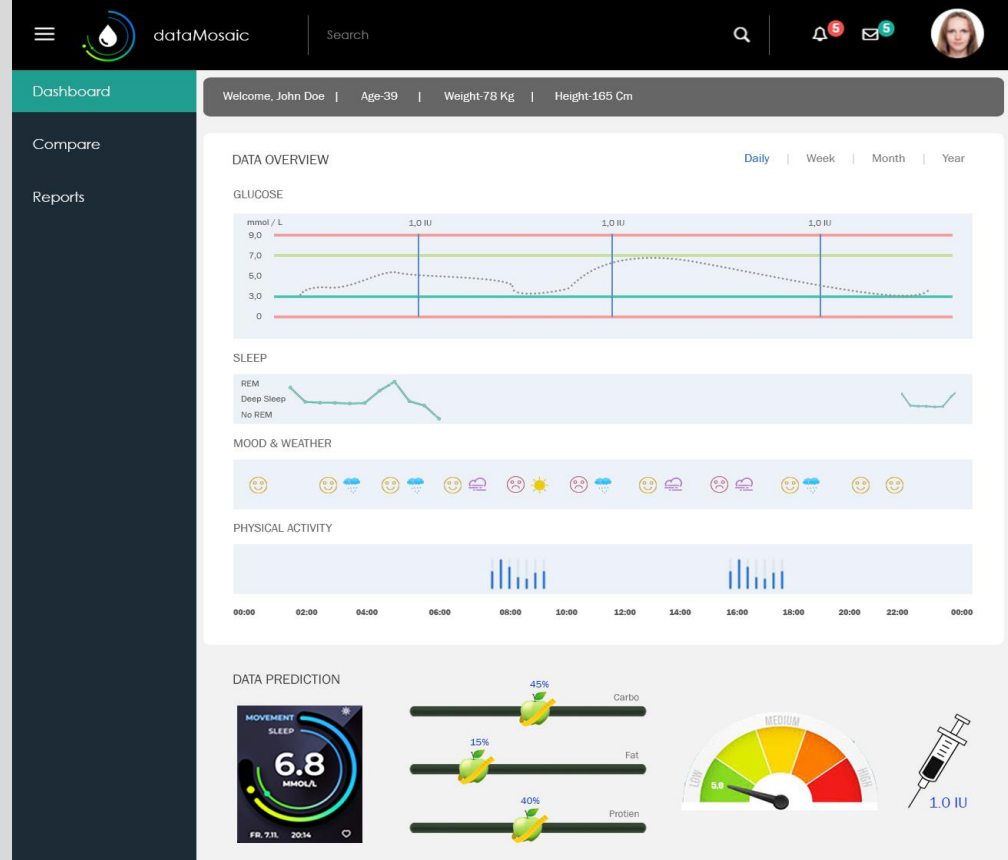 dataMosaic Search 5 5
Dashboard
Compare
Reports
Welcome, John Doe | Age-39 | Weight-78 Kg | Height-165 Cm
DATA OVERVIEW Daily | Week | Month | Year
GLUCOSE
mmol / L 1,0 IU 1,0 IU 1,0 IU
9,0
7,0
5,0
3,0
0
SLEEP
REM
Deep Sleep
No REM
MOOD & WEATHER
PHYSICAL ACTIVITY
00:00 02:00 04:00 06:00 08:00 10:00 12:00 14:00 16:00 18:00 20:00 22:00 00:00
DATA PREDICTION
MOVEMENT
SLEEP
6.8
MMOL/L
FR. 7.11. 20:14
45%
Carbo
15%
Fat
40%
Protien
LOW MEDIUM HIGH
5,0
1.0 IU